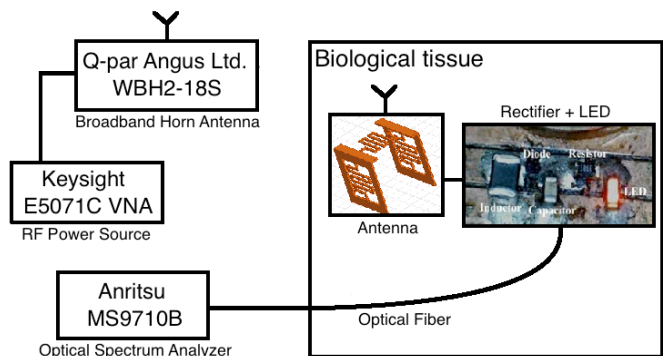 Q-par Angus Ltd.
WBH2-18S
Broadband Horn Antenna
Keysight
E5071C VNA
RF Power Source
Anritsu
MS9710B
Optical Spectrum Analyzer
Biological tissue
Antenna
Rectifier + LED
Diode
Resistor
LED
Inductor
Capacitor
Optical Fiber